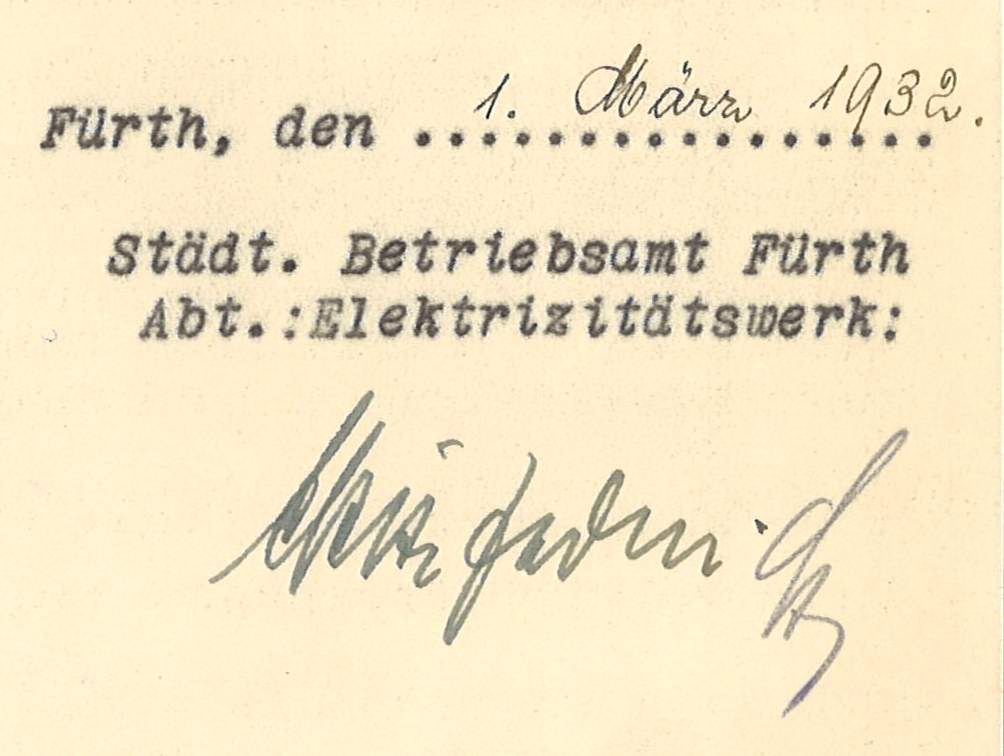 Fürth, den 1. März 1932.
Städt. Betriebsamt Fürth
Abt.:Elektrizitätswerk: